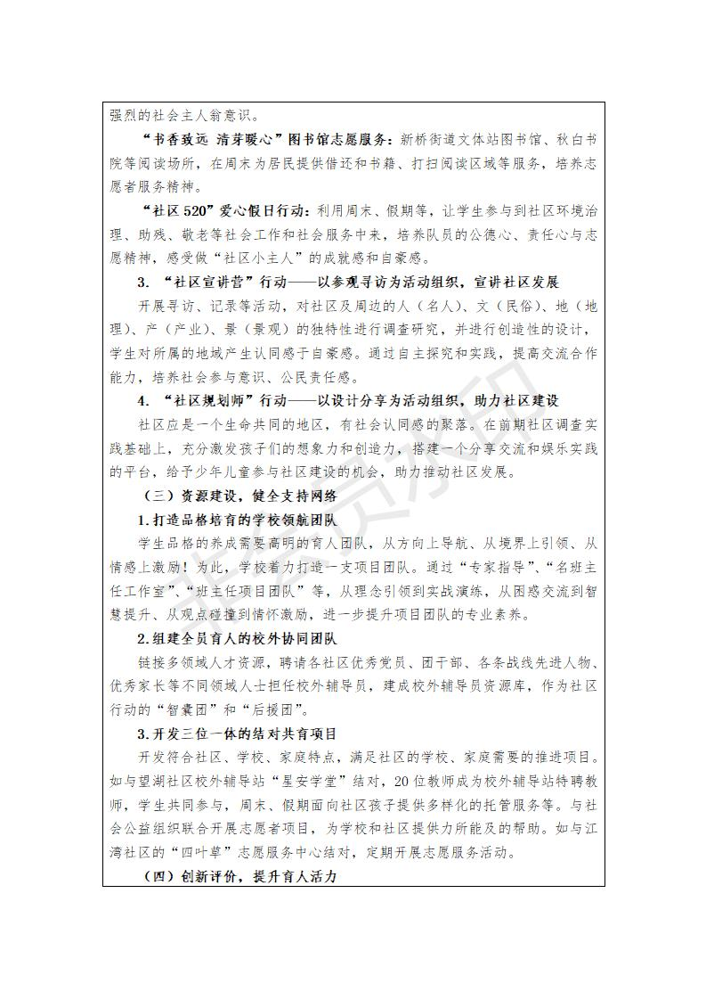 强烈的社会主人翁意识。
“书香致远 清芽暖心”图书馆志愿服务：新桥街道文体站图书馆、秋白书
院等阅读场所，在周末为居民提供借还和书籍、打扫阅读区域等服务，培养志
愿者服务精神。
“社区 520”爱心假日行动：利用周末、假期等，让学生参与到社区环境治
理、助残、敬老等社会工作和社会服务中来，培养队员的公德心、责任心与志
愿精神，感受做“社区小主人”的成就感和自豪感。
3. “社区宣讲营”行动——以参观寻访为活动组织，宣讲社区发展
开展寻访、记录等活动，对社区及周边的人（名人）、文（民俗）、地（地
理）、产（产业）、景（景观）的独特性进行调查研究，并进行创造性的设计，
学生对所属的地域产生认同感于自豪感。通过自主探究和实践，提高交流合作
能力，培养社会参与意识、公民责任感。
4. “社区规划师”行动——以设计分享为活动组织，助力社区建设
社区应是一个生命共同的地区，有社会认同感的聚落。在前期社区调查实
践基础上，充分激发孩子们的想象力和创造力，搭建一个分享交流和娱乐实践
的平台，给予少年儿童参与社区建设的机会，助力推动社区发展。
（三）资源建设，健全支持网络
1.打造品格培育的学校领航团队
学生品格的养成需要高明的育人团队，从方向上导航、从境界上引领、从
情感上激励！为此，学校着力打造一支项目团队。通过“专家指导”、“名班主
任工作室”、“班主任项目团队”等，从理念引领到实战演练，从困惑交流到智
慧提升、从观点碰撞到情怀激励，进一步提升项目团队的专业素养。
2.组建全员育人的校外协同团队
链接多领域人才资源，聘请各社区优秀党员、团干部、各条战线先进人物、
优秀家长等不同领域人士担任校外辅导员，建成校外辅导员资源库，作为社区
行动的“智囊团”和“后援团”。
3.开发三位一体的结对共育项目
开发符合社区、学校、家庭特点，满足社区的学校、家庭需要的推进项目。
如与望湖社区校外辅导站“星安学堂”结对，20 位教师成为校外辅导站特聘教
师，学生共同参与，周末、假期面向社区孩子提供多样化的托管服务等。与社
会公益组织联合开展志愿者项目，为学校和社区提供力所能及的帮助。如与江
湾社区的“四叶草”志愿服务中心结对，定期开展志愿服务活动。
（四）创新评价，提升育人活力
非会员水印